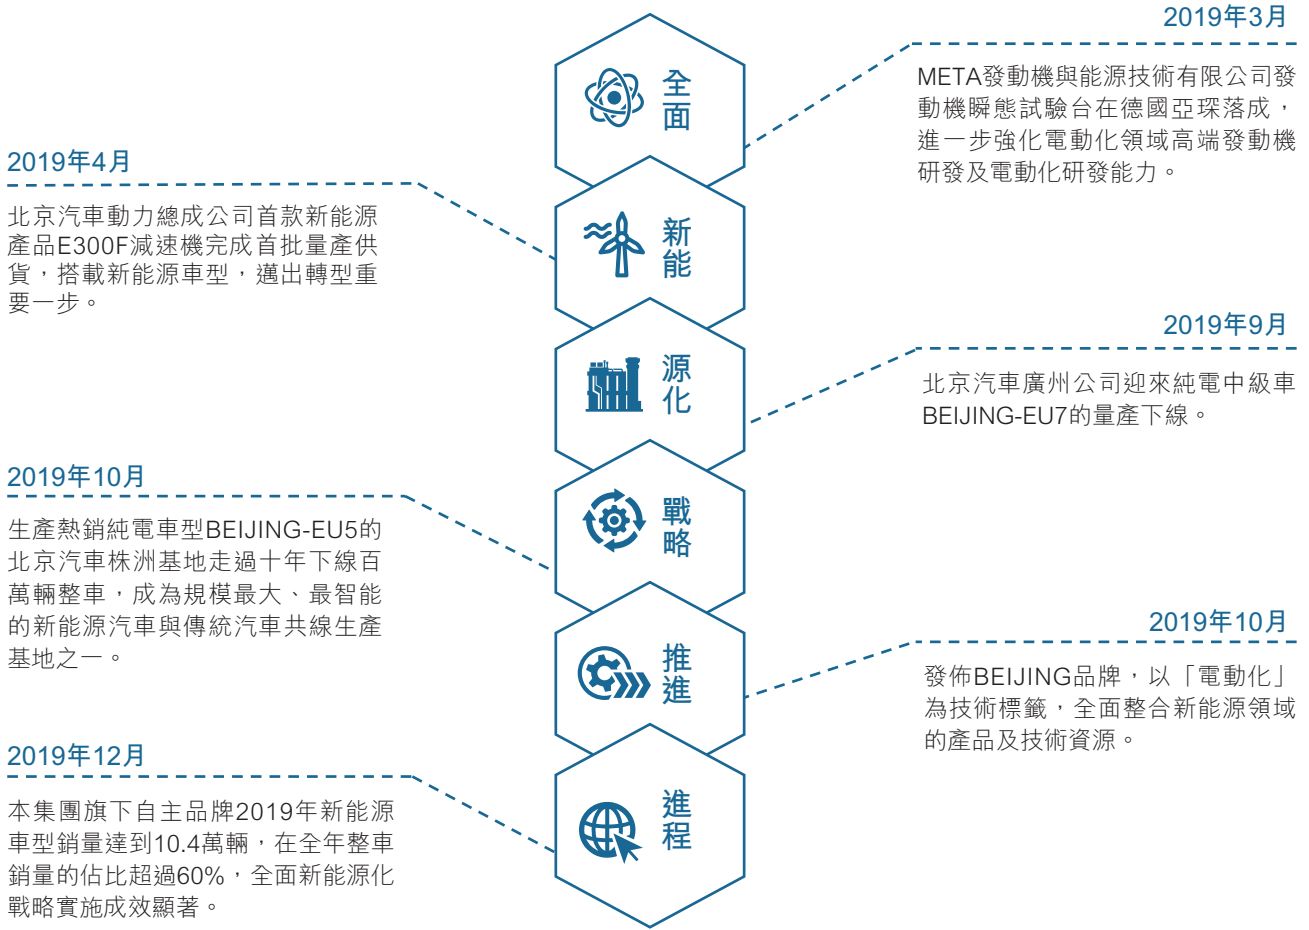 2019年3月
META發動機與能源技術有限公司發
動機瞬態試驗台在德國亞琛落成，
進一步強化電動化領域高端發動機
研發及電動化研發能力。
全
面
2019年4月
北京汽車動力總成公司首款新能源
產品E300F減速機完成首批量產供
貨，搭載新能源車型，邁出轉型重
要一步。
新
能
2019年9月
北京汽車廣州公司迎來純電中級車
BEIJING-EU7的量產下線。
源
化
2019年10月
生產熱銷純電車型BEIJING-EU5的
北京汽車株洲基地走過十年下線百
萬輛整車，成為規模最大、最智能
的新能源汽車與傳統汽車共線生產
基地之一。
戰
略
2019年10月
發佈BEIJING品牌，以「電動化」
為技術標籤，全面整合新能源領域
的產品及技術資源。
推
進
2019年12月
本集團旗下自主品牌2019年新能源
車型銷量達到10.4萬輛，在全年整車
銷量的佔比超過60%，全面新能源化
戰略實施成效顯著。
進
程